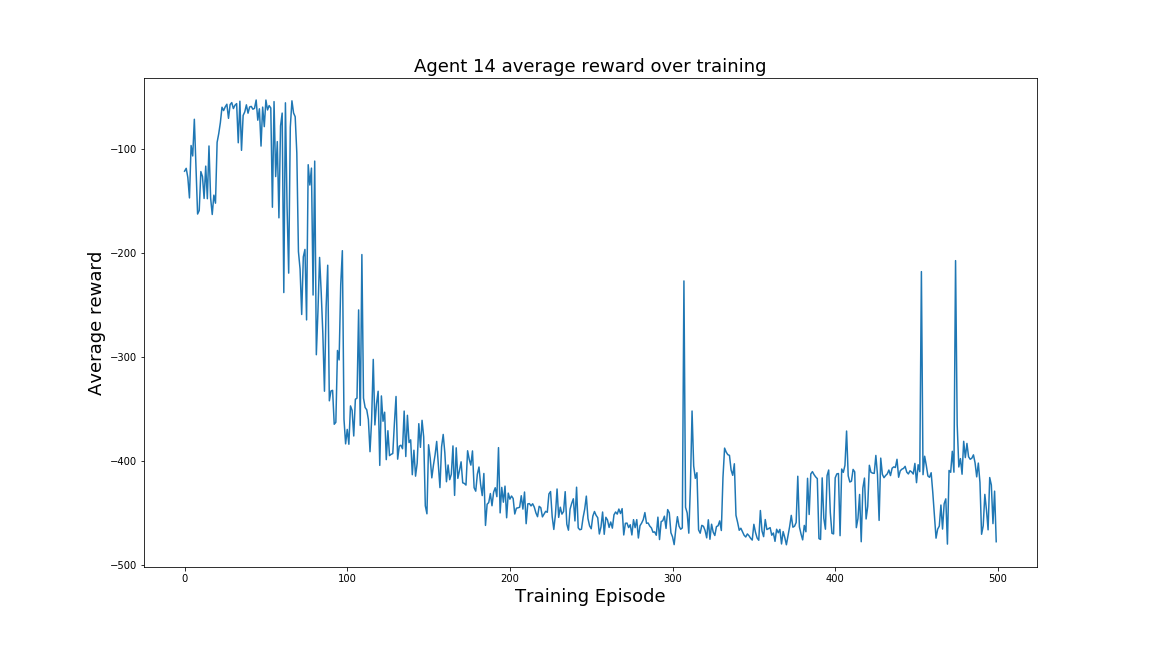 Agent 14 average reward over training
Average reward
−100
−200
−300
−400
−500
0 100 200 300 400 500
Training Episode